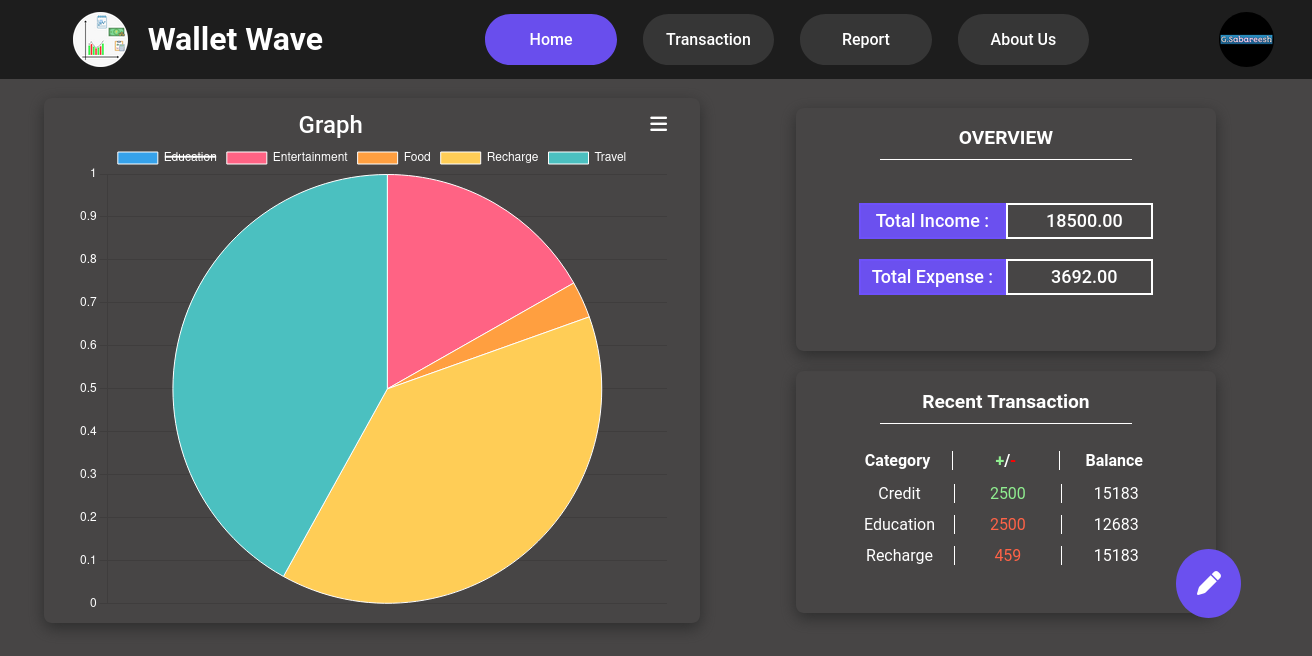 Wallet Wave
Home
Transaction
Report
About Us
G.Sabareesh
Graph
Education Entertainment Food Recharge Travel
1
0.9
0.8
0.7
0.6
0.5
0.4
0.3
0.2
0.1
0
OVERVIEW
Total Income : 18500.00
Total Expense : 3692.00
Recent Transaction
Category +/- Balance
Credit 2500 15183
Education 2500 12683
Recharge 459 15183